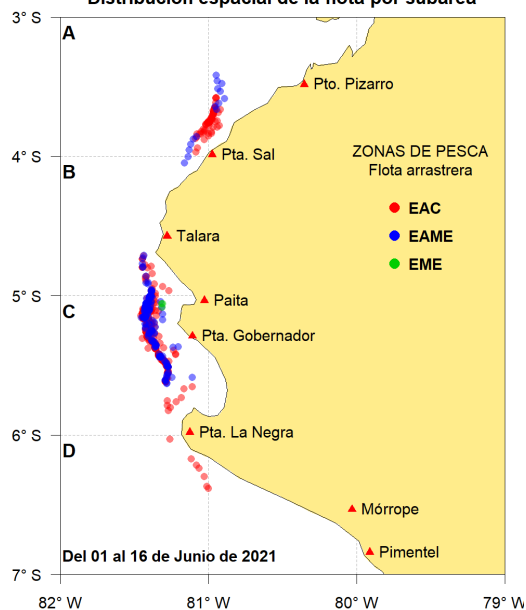 Distribución espacial de la flota por subárea
3° S
A
Pto. Pizarro
ZONAS DE PESCA
Flota arrastrera
4° S
Pta. Sal
B
EAC
Talara
EAME
EME
5° S
Paita
C
Pta. Gobernador
6° S
Pta. La Negra
D
Mórrope
Del 01 al 16 de Junio de 2021
Pimentel
7° S
82° W
81° W
80° W
79° W